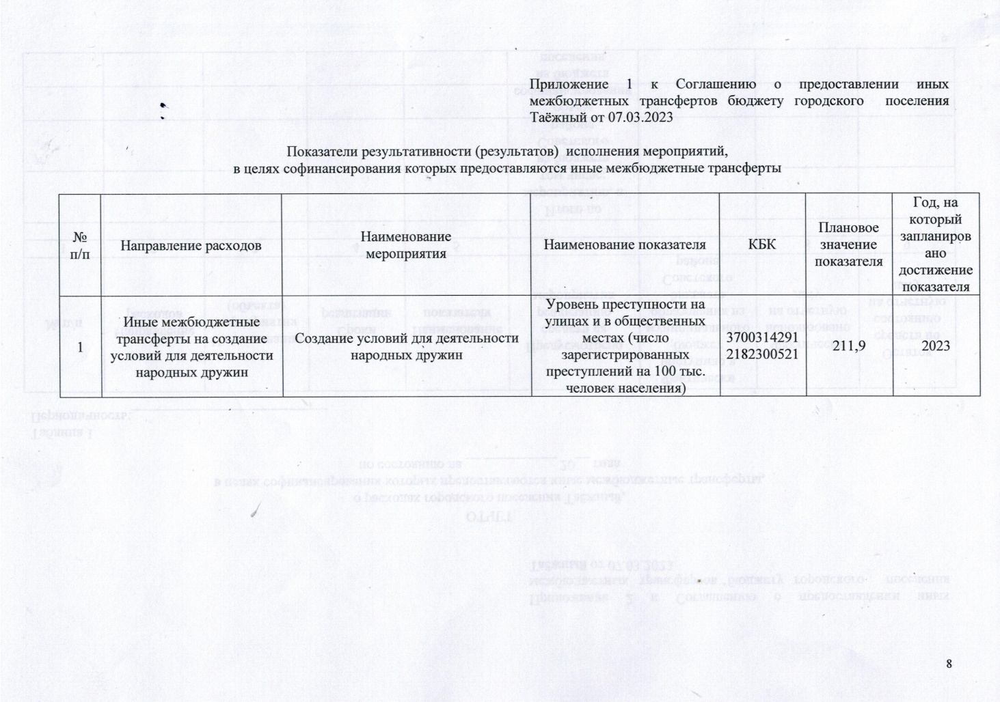 Приложение 1 к Соглашению о предоставлении иных
межбюджетных трансфертов бюджету городского поселения
Таёжный от 07.03.2023
Показатели результативности (результатов) исполнения мероприятий,
в целях софинансирования которых предоставляются иные межбюджетные трансферты
№
п/п
Направление расходов
Наименование
мероприятия
Наименование показателя
КБК
Плановое
значение
показателя
Год, на
который
запланиров
ано
достижение
показателя
1
Иные межбюджетные
трансферты на создание
условий для деятельности
народных дружин
Создание условий для деятельности
народных дружин
Уровень преступности на
улицах и в общественных
местах (число
зарегистрированных
преступлений на 100 тыс.
человек населения)
3700314291
2182300521
211,9
2023
8